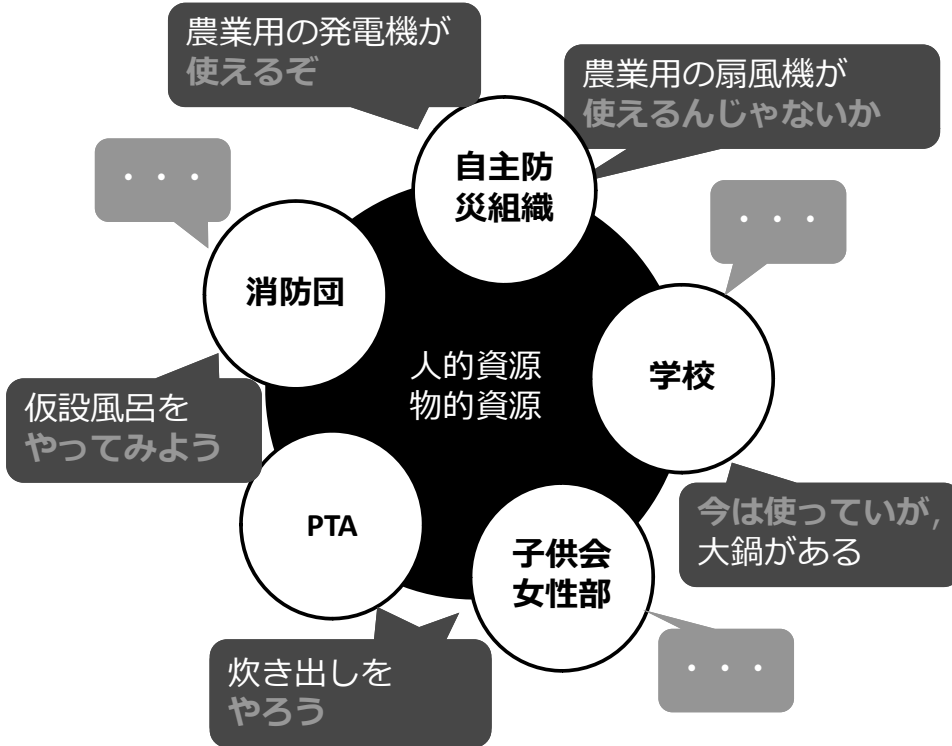 農業用の発電機が
使えるぞ
農業用の扇風機が
使えるんじゃないか
自主防
災組織
・・・
・・・
消防団
人的資源
物的資源
学校
仮設風呂を
やってみよう
今は使っていが,
大鍋がある
PTA
子供会
女性部
炊き出しを
やろう
・・・